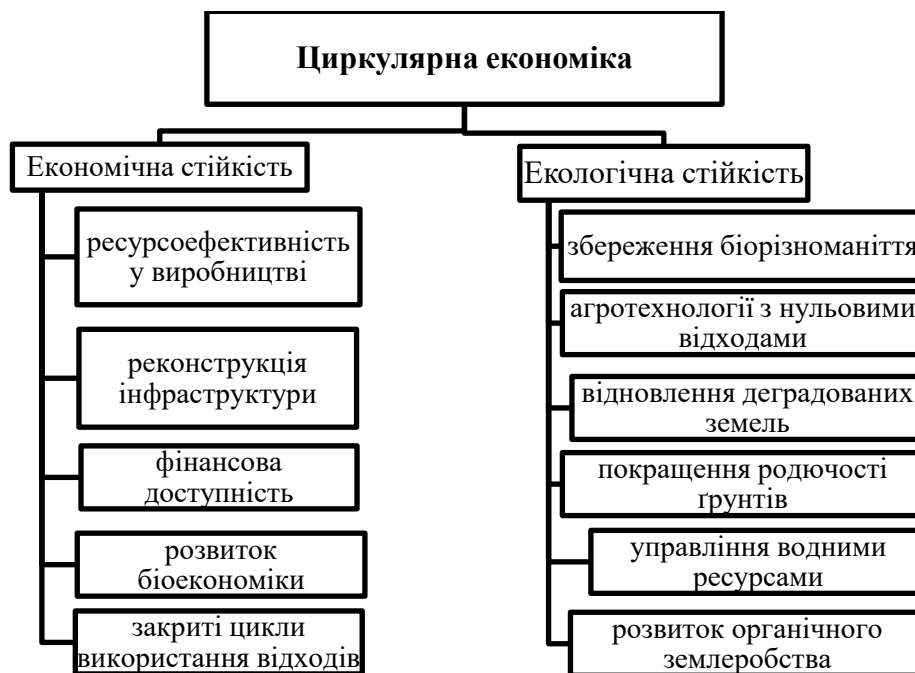 Циркулярна економіка
Економічна стійкість
ресурсоефективність
у виробництві
реконструкція
інфраструктури
фінансова
доступність
розвиток
біоекономіки
закриті цикли
використання відходів
Екологічна стійкість
збереження біорізноманіття
агротехнології з нульовими
відходами
відновлення деградованих
земель
покращення родючості
ґрунтів
управління водними
ресурсами
розвиток органічного
землеробства